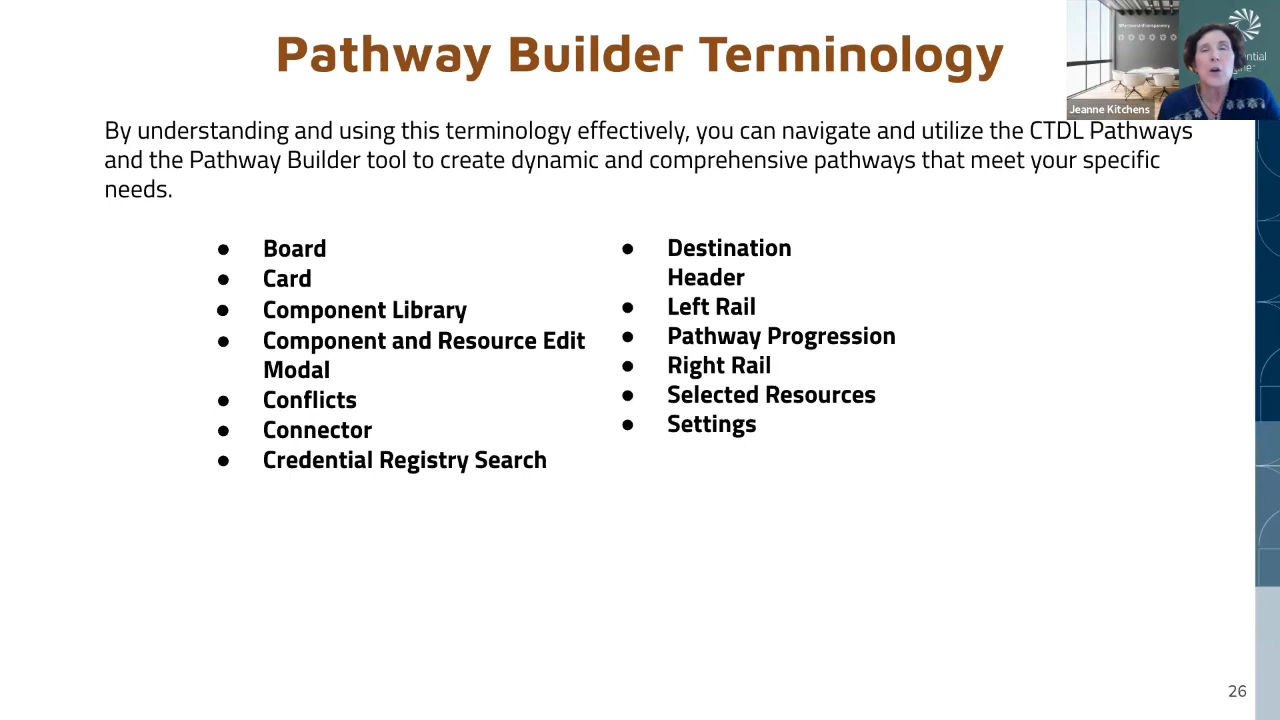 Pathway Builder Terminology
By understanding and using this terminology effectively, you can navigate and utilize the CTDL Pathways
and the Pathway Builder tool to create dynamic and comprehensive pathways that meet your specific
needs.
● Board
● Card
● Component Library
● Component and Resource Edit
Modal
● Conflicts
● Connector
● Credential Registry Search
● Destination
Header
● Left Rail
● Pathway Progression
● Right Rail
● Selected Resources
● Settings
Jeanne Kitchens
26